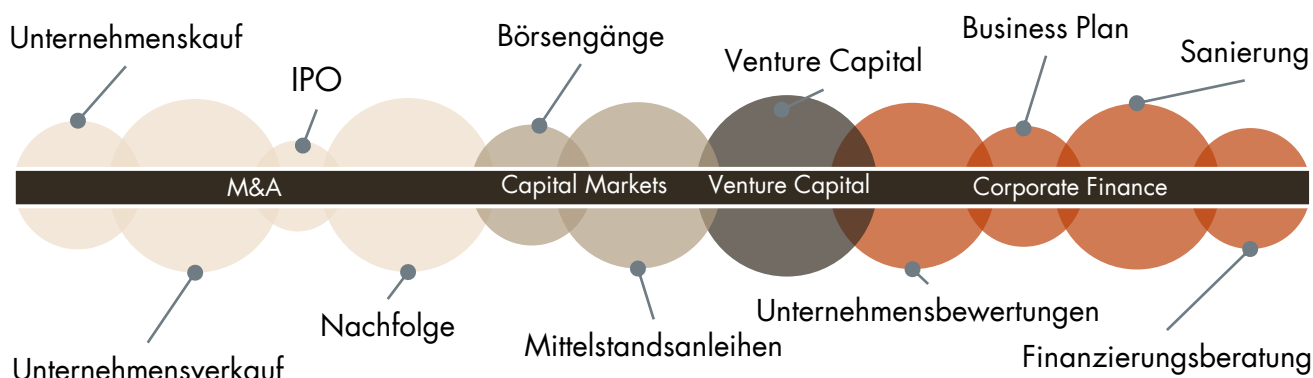 Unternehmenskauf
IPO
Börsengänge
Venture Capital
Business Plan
Sanierung
M&A
Capital Markets
Venture Capital
Corporate Finance
Unternehmensverkauf
Nachfolge
Mittelstandsanleihen
Unternehmensbewertungen
Finanzierungsberatung